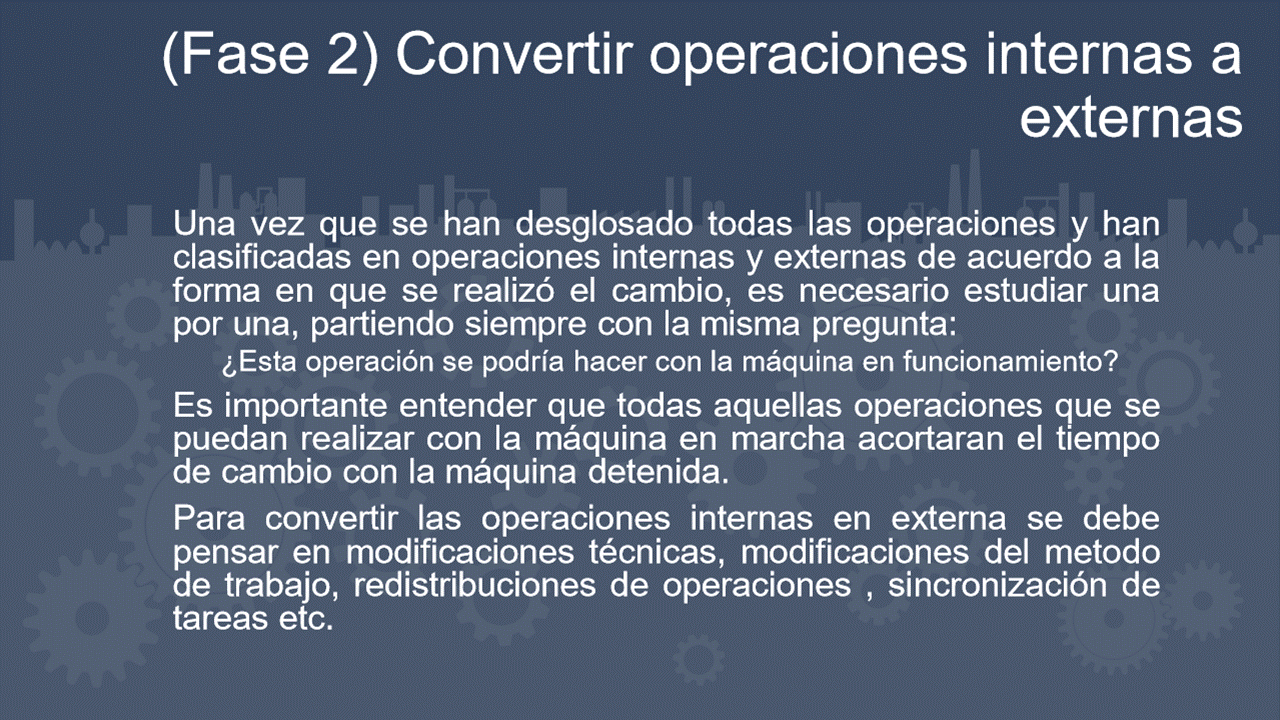 (Fase 2) Convertir operaciones internas a
externas
Una vez que se han desglosado todas las operaciones y han
clasificadas en operaciones internas y externas de acuerdo a la
forma en que se realizó el cambio, es necesario estudiar una
por una, partiendo siempre con la misma pregunta:
¿Esta operación se podría hacer con la máquina en funcionamiento?
Es importante entender que todas aquellas operaciones que se
puedan realizar con la máquina en marcha acortaran el tiempo
de cambio con la máquina detenida.
Para convertir las operaciones internas en externa se debe
pensar en modificaciones técnicas, modificaciones del metodo
de trabajo, redistribuciones de operaciones , sincronización de
tareas etc.